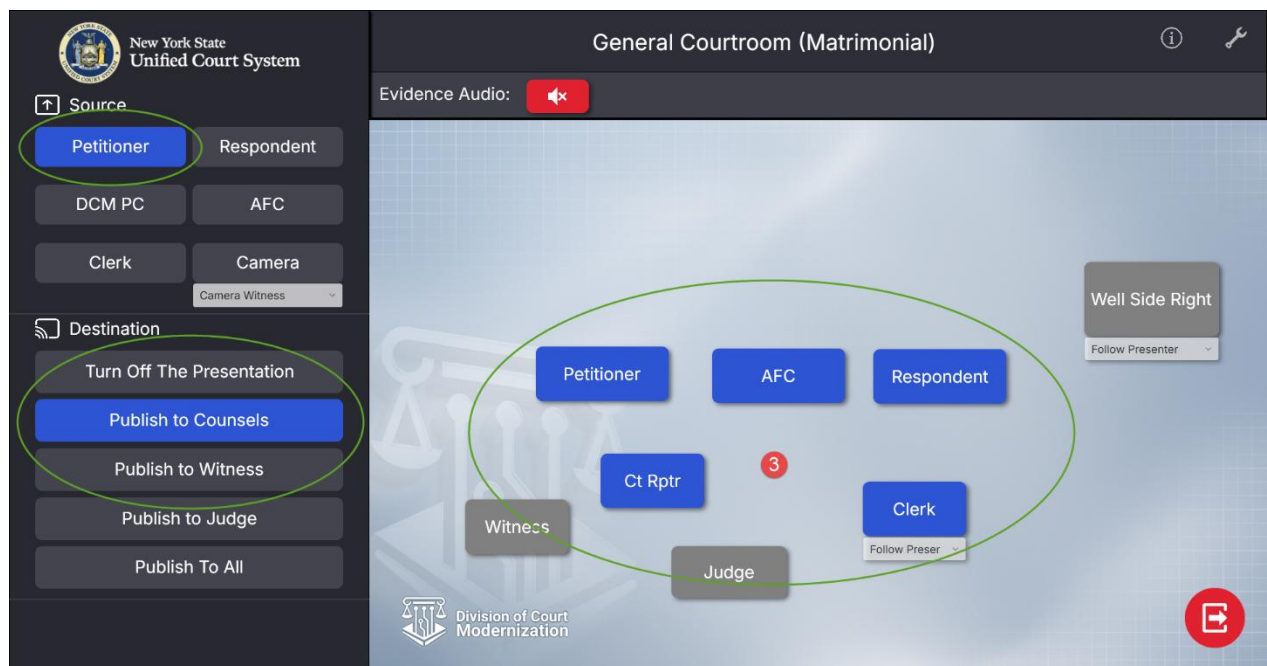 New York State
Unified Court System
General Courtroom (Matrimonial)
Source
Evidence Audio:
Petitioner
Respondent
DCM PC
AFC
Clerk
Camera
Camera Witness
Destination
Turn Off The Presentation
Publish to Counsels
Publish to Witness
Publish to Judge
Publish To All
Well Side Right
Follow Presenter
Petitioner
AFC
Respondent
3
Ct Rptr
Clerk
Follow Preser
Witness
Judge
Division of Court
Modernization